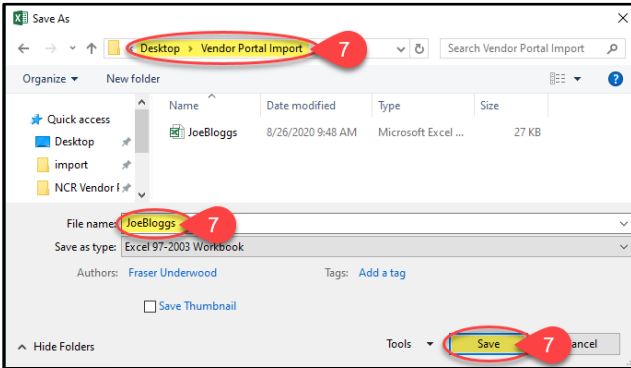 Save As
« Desktop > Vendor Portal Import 7 Search Vendor Portal Import
Organize New folder
Name Date modified Type Size
Quick access
Desktop
import
NCR Vendor
JoeBloggs 8/26/2020 9:48 AM Microsoft Excel ... 27 KB
File name: JoeBloggs 7
Save as type: Excel 97-2003 Workbook
Authors: Fraser Underwood Tags: Add a tag
Save Thumbnail
Hide Folders Tools Save 7 ancel